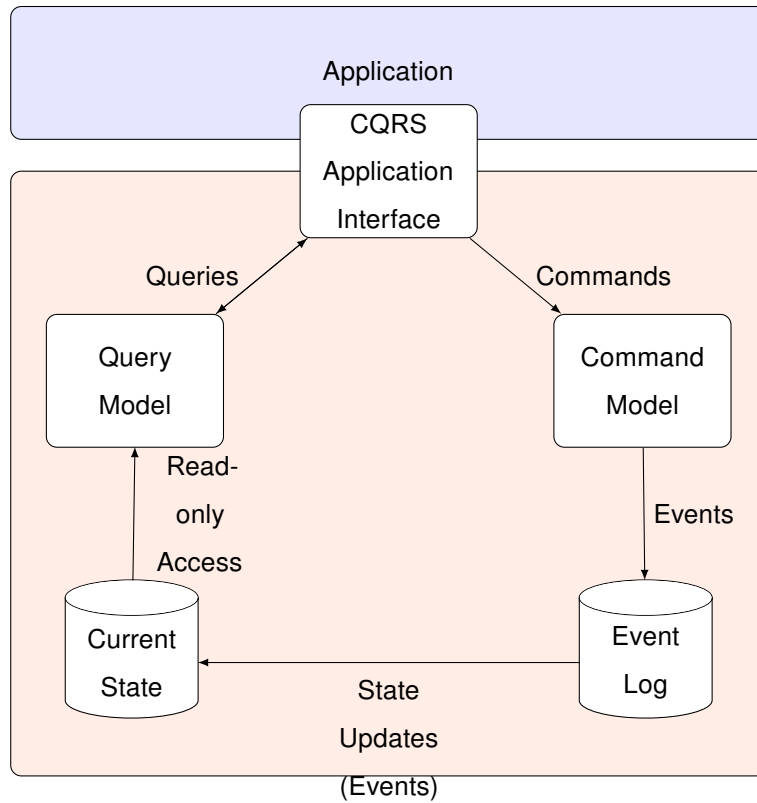 Application
CQRS
Application
Interface
Queries
Commands
Query
Model
Command
Model
Read-
only
Access
Events
Current
State
Event
Log
State
Updates
(Events)